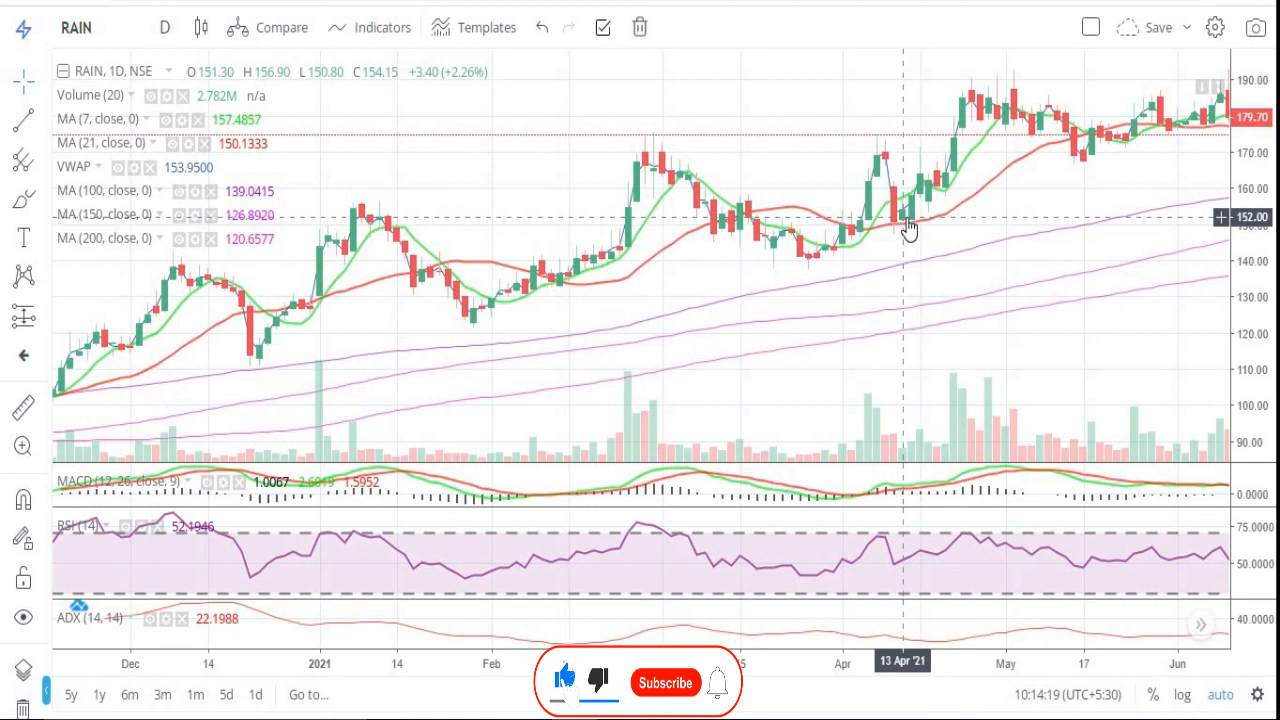 RAIN D Compare Indicators Templates Save
RAIN, 1D, NSE O 151.30 H 156.90 L 150.80 C 154.15 +3.40 (+2.26%)
Volume (20) 2.782M n/a
MA (7, close, 0) 157.4857
MA (21, close, 0) 150.1333
VWAP 153.9500
MA (100, close, 0) 139.0415
MA (150, close, 0) 126.8920
MA (200, close, 0) 120.6577
190.00
179.70
170.00
160.00
152.00
140.00
130.00
120.00
110.00
100.00
90.00
MACD (12, 26, close, 9) 1.0067 2.6019 1.5952
0.0000
RSI (14) 52.1946
75.0000
50.0000
ADX (14, 14) 22.1988
40.0000
Dec 14 2021 14 Feb Apr 13 Apr '21 May 17 Jun
5y 1y 6m 3m 1m 5d 1d Go to... Subscribe 10:14:19 (UTC+5:30) % log auto